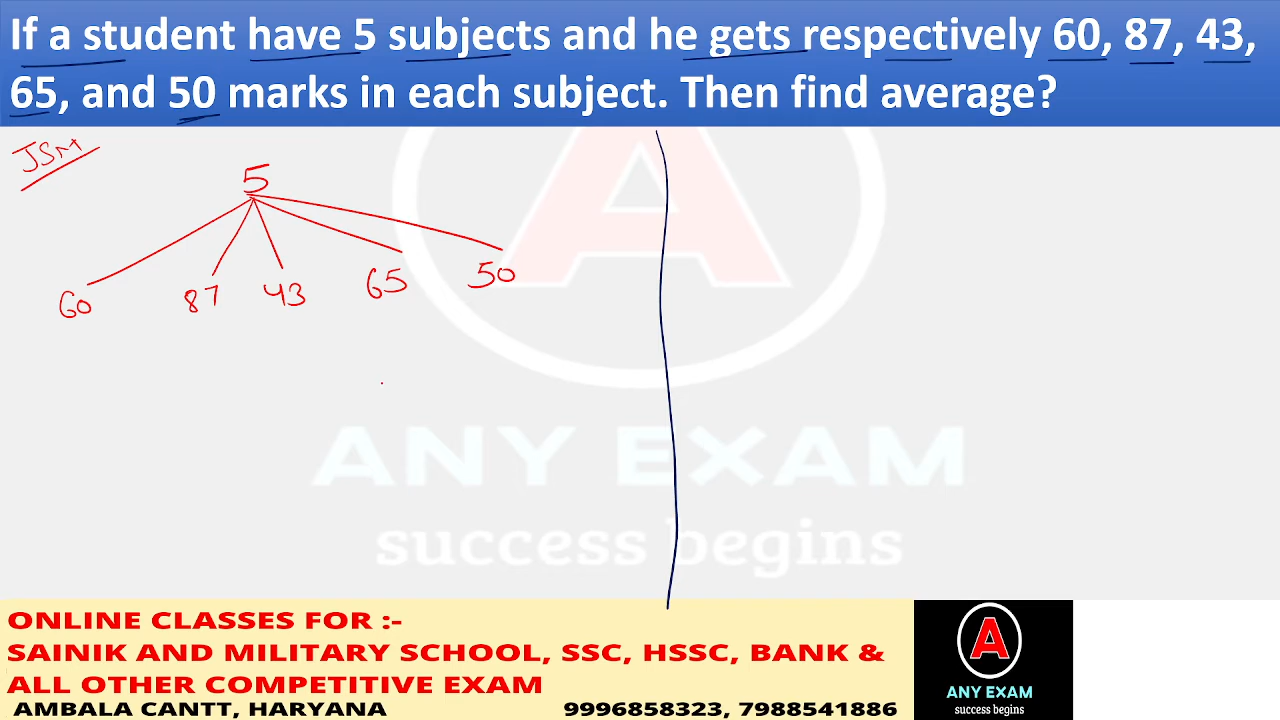 If a student have 5 subjects and he gets respectively 60, 87, 43,
65, and 50 marks in each subject. Then find average?
JSM
5
60 87 43 65 50
A
ANY EXAM
success begins
ONLINE CLASSES FOR :-
SAINIK AND MILITARY SCHOOL, SSC, HSSC, BANK &
ALL OTHER COMPETITIVE EXAM
AMBALA CANTT, HARYANA 9996858323, 7988541886
A
ANY EXAM
success begins